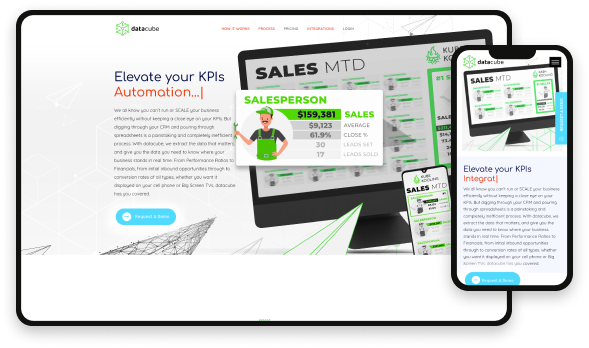 datacube
HOW IT WORKS PROCESS PRICING INTEGRATIONS LOGIN
Elevate your KPIs
Automation...|
We all know you can't run or SCALE your business
efficiently without keeping a close eye on your KPIs. But
digging through your CRM and pouring through
spreadsheets is a painstaking and completely inefficient
process. With datacube, we extract the data that matters,
and give you the data you need to know where your
business stands in real time. From Performance Ratios to
Financials, from inbound opportunities through to
conversion rates of all types, whether you want it
displayed on your cell phone or Big Screen TVs, datacube
has you covered.
Request a Demo
SALES MTD
KUBE
KOOLING
SALESPERSON
$159,381 SALES
$9,123 AVERAGE
61.9% CLOSE %
30 LEADS SET
17 LEADS SOLD
KUBE
KOOLING
SALES MTD
datacube
SALES MTD
Elevate your KPIs
Integrat|
We all know you can't run or SCALE your business
efficiently without keeping a close eye on your
KPIs. But digging through your CRM and pouring
through spreadsheets is a painstaking and
completely inefficient process. With datacube, we
extract the data that matters, and give you the
data you need to know where your business
stands in real time. From Performance Ratios to
Financials, from inbound opportunities through
to conversion rates of all types, whether you
want it displayed on your cell phone or Big
Screen TVs, datacube has you covered.
Request a Demo